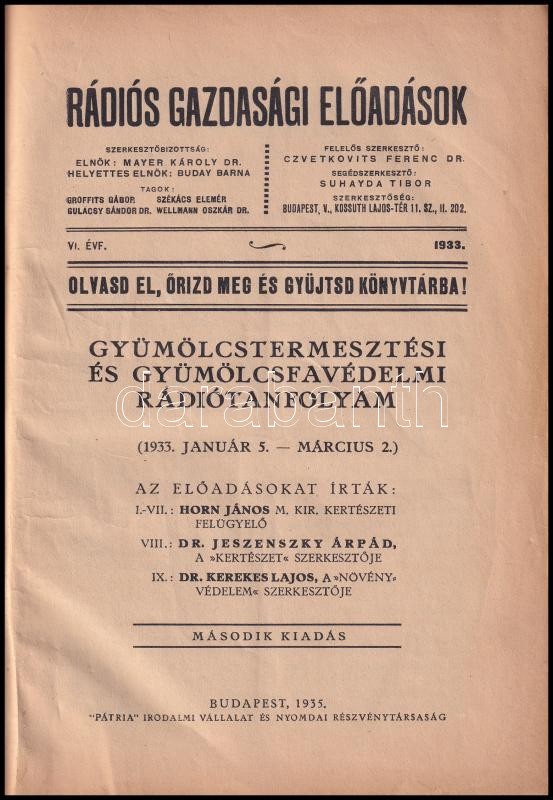 RÁDIÓS GAZDASÁGI ELŐADÁSOK
SZERKESZTŐBIZOTTSÁG:
ELNÖK: MAYER KÁROLY DR.
HELYETTES ELNÖK: BUDAY BARNA
TAGOK:
GROFFITS GÁBOR SZÉKÁCS ELEMÉR
GULÁCSY SÁNDOR DR. WELLMANN OSZKÁR DR.
FELELŐS SZERKESZTŐ:
CZVETKOVITS FERENC DR.
SEGÉDSZERKESZTŐ:
SUHAYDA TIBOR
SZERKESZTŐSÉG:
BUDAPEST, V., KOSSUTH LAJOS-TÉR 11. SZ., II. 202.
VI. ÉVF. 1933.
OLVASD EL, ŐRIZD MEG ÉS GYŰJTSD KÖNYVTÁRBA!
GYÜMÖLCSTERMESZTÉSI
ÉS GYÜMÖLCSFAVÉDELMI
RÁDIÓTANFOLYAM
darabanth
(1933. JANUÁR 5. — MÁRCIUS 2.)
AZ ELŐADÁSOKAT ÍRTÁK:
I.-VII.: HORN JÁNOS M. KIR. KERTÉSZETI
FELÜGYELŐ
VIII.: DR. JESZENSZKY ÁRPÁD,
A »KERTÉSZET« SZERKESZTŐJE
IX.: DR. KEREKES LAJOS, A »NÖVÉNY-
VÉDELEM« SZERKESZTŐJE
MÁSODIK KIADÁS
BUDAPEST, 1935.
"PÁTRIA" IRODALMI VÁLLALAT ÉS NYOMDAI RÉSZVÉNYTÁRSASÁG